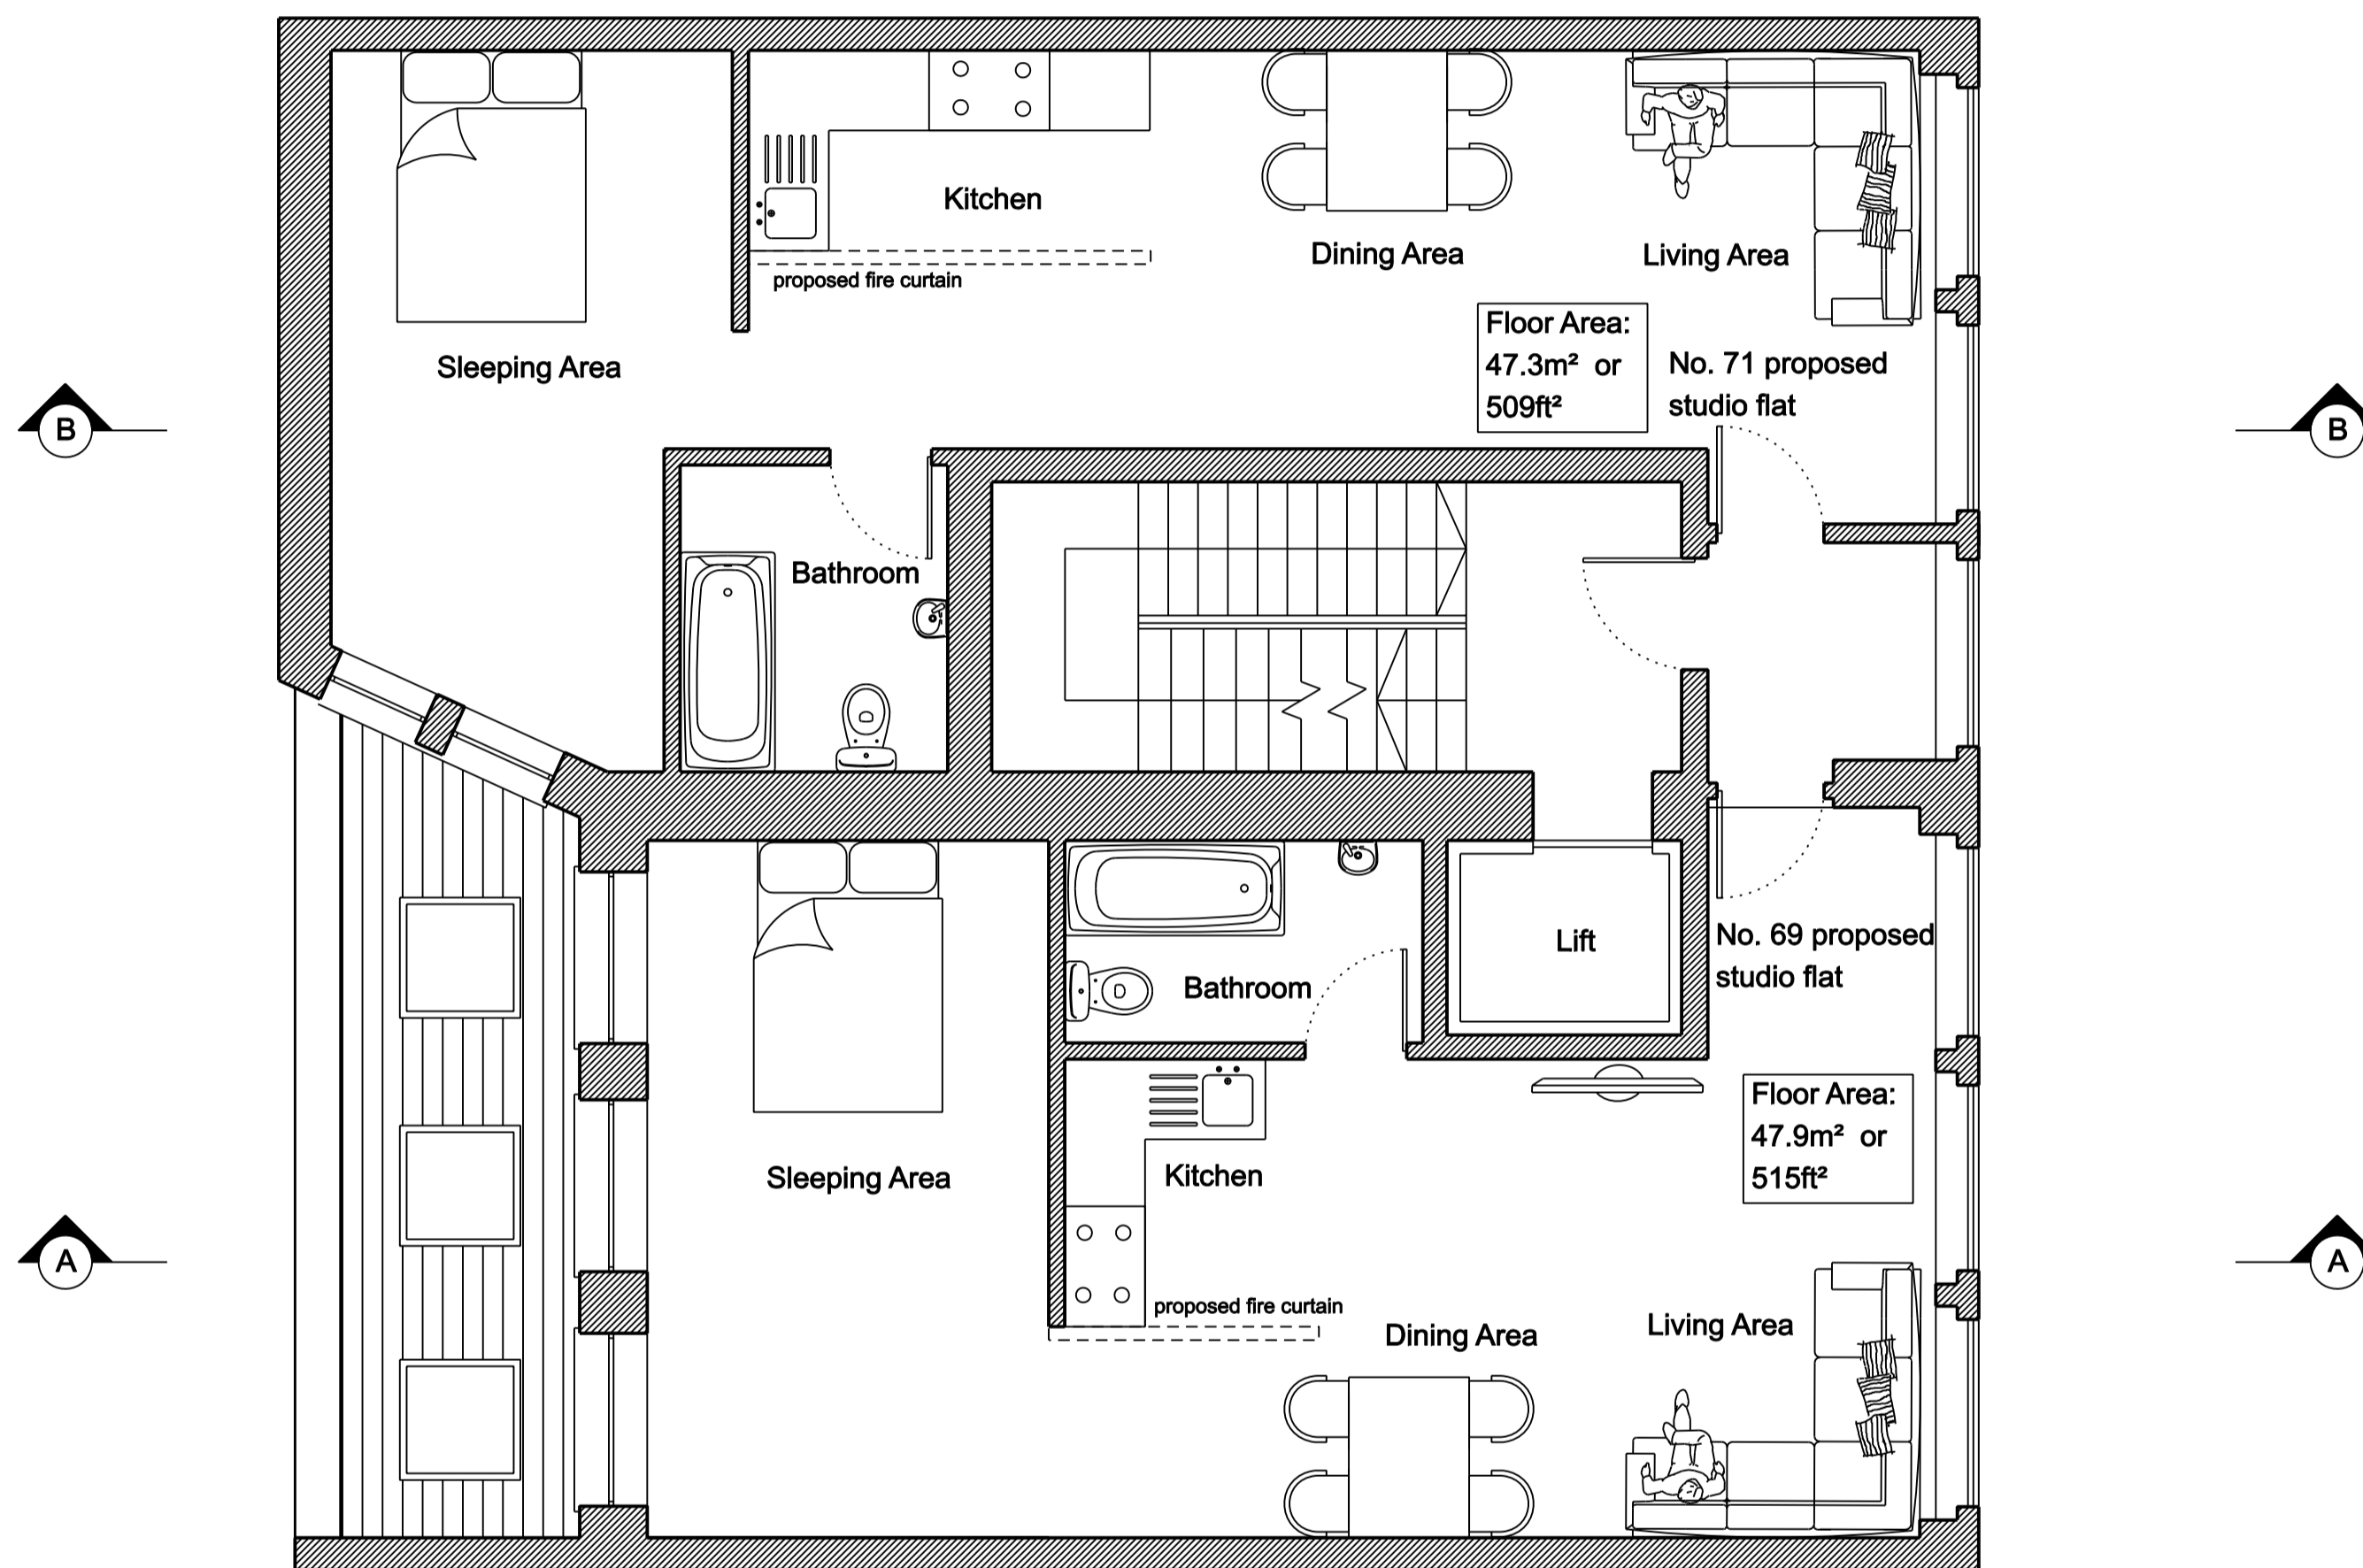 Kitchen
Dining Area
Living Area
proposed fire curtain
Floor Area:
47.3m² or
509ft²
No. 71 proposed
studio flat
Sleeping Area
B
B
Bathroom
Lift
No. 69 proposed
studio flat
Bathroom
Floor Area:
47.9m² or
515ft²
Sleeping Area
Kitchen
A
A
proposed fire curtain
Dining Area
Living Area